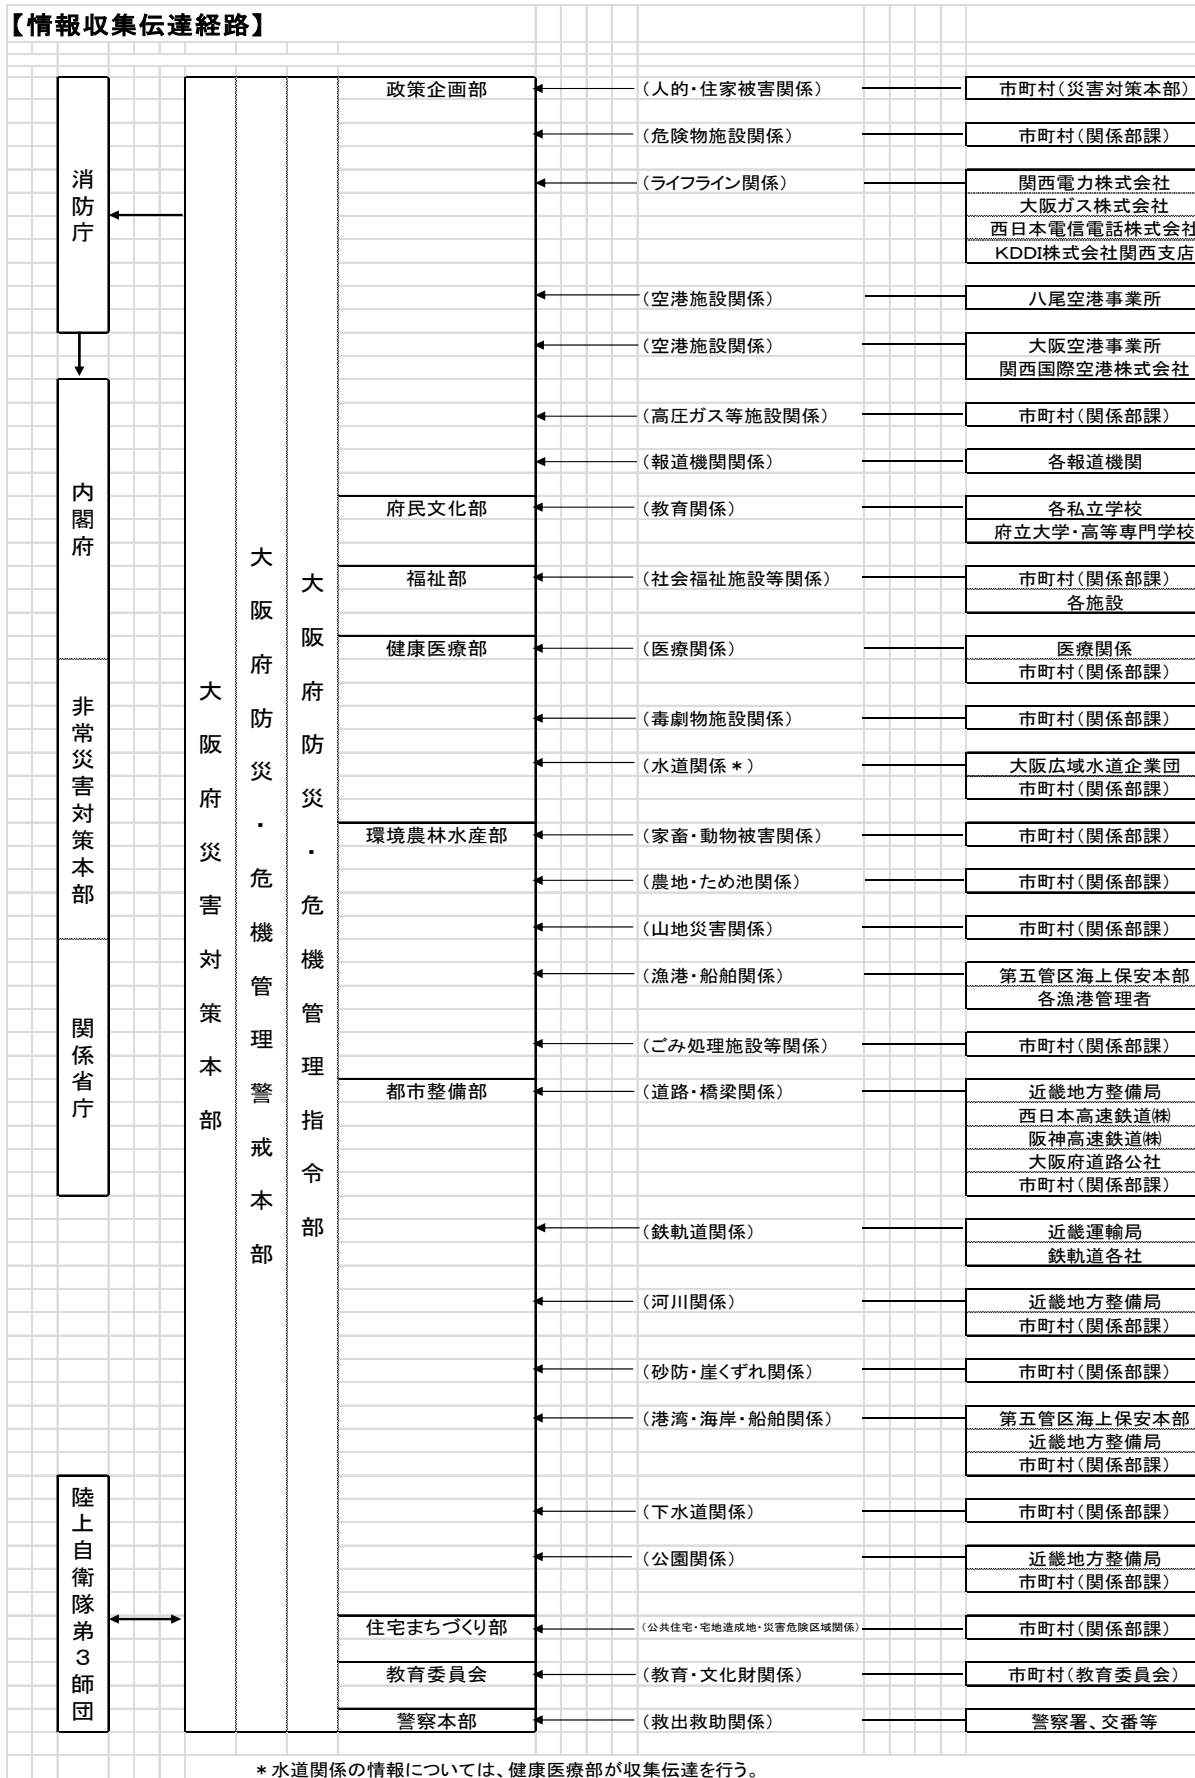 【情報収集伝達経路】
消防庁
内閣府
非常災害対策本部
関係省庁
陸上自衛隊弟３師団
大阪府災害対策本部
大阪府防災・危機管理警戒本部
大阪府防災・危機管理指令部
政策企画部
(人的・住家被害関係)
市町村(災害対策本部)
(危険物施設関係)
市町村(関係部課)
(ライフライン関係)
関西電力株式会社
大阪ガス株式会社
西日本電信電話株式会社
KDDI株式会社関西支店
(空港施設関係)
八尾空港事業所
(空港施設関係)
大阪空港事業所
関西国際空港株式会社
(高圧ガス等施設関係)
市町村(関係部課)
(報道機関関係)
各報道機関
府民文化部
(教育関係)
各私立学校
府立大学・高等専門学校
福祉部
(社会福祉施設等関係)
市町村(関係部課)
各施設
健康医療部
(医療関係)
医療関係
市町村(関係部課)
(毒劇物施設関係)
市町村(関係部課)
(水道関係＊)
大阪広域水道企業団
市町村(関係部課)
環境農林水産部
(家畜・動物被害関係)
市町村(関係部課)
(農地・ため池関係)
市町村(関係部課)
(山地災害関係)
市町村(関係部課)
(漁港・船舶関係)
第五管区海上保安本部
各漁港管理者
(ごみ処理施設等関係)
市町村(関係部課)
都市整備部
(道路・橋梁関係)
近畿地方整備局
西日本高速鉄道㈱
阪神高速鉄道㈱
大阪府道路公社
市町村(関係部課)
(鉄軌道関係)
近畿運輸局
鉄軌道各社
(河川関係)
近畿地方整備局
市町村(関係部課)
(砂防・崖くずれ関係)
市町村(関係部課)
(港湾・海岸・船舶関係)
第五管区海上保安本部
近畿地方整備局
市町村(関係部課)
(下水道関係)
市町村(関係部課)
(公園関係)
近畿地方整備局
市町村(関係部課)
住宅まちづくり部
(公共住宅・宅地造成地・災害危険区域関係)
市町村(関係部課)
教育委員会
(教育・文化財関係)
市町村(教育委員会)
警察本部
(救出救助関係)
警察署、交番等
＊水道関係の情報については、健康医療部が収集伝達を行う。